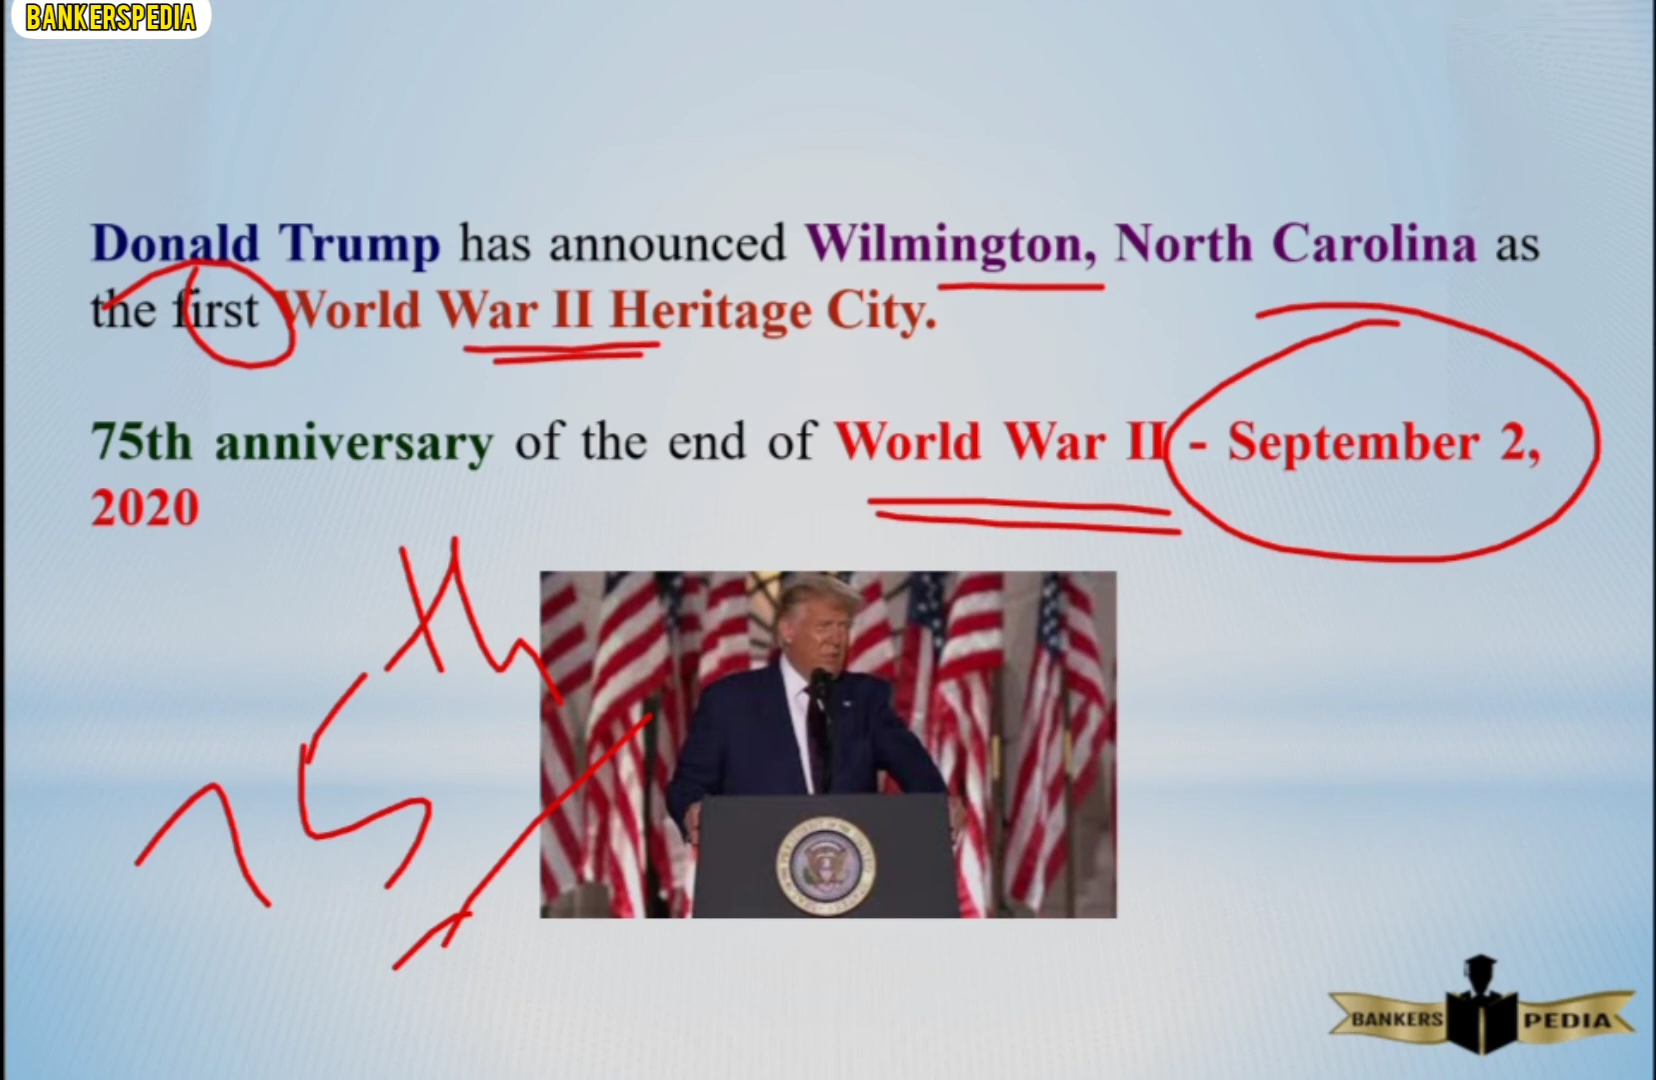 BANKERSPEDIA
Donald Trump has announced Wilmington, North Carolina as
the first World War II Heritage City.
75th anniversary of the end of World War II - September 2,
2020
75th
BANKERS PEDIA